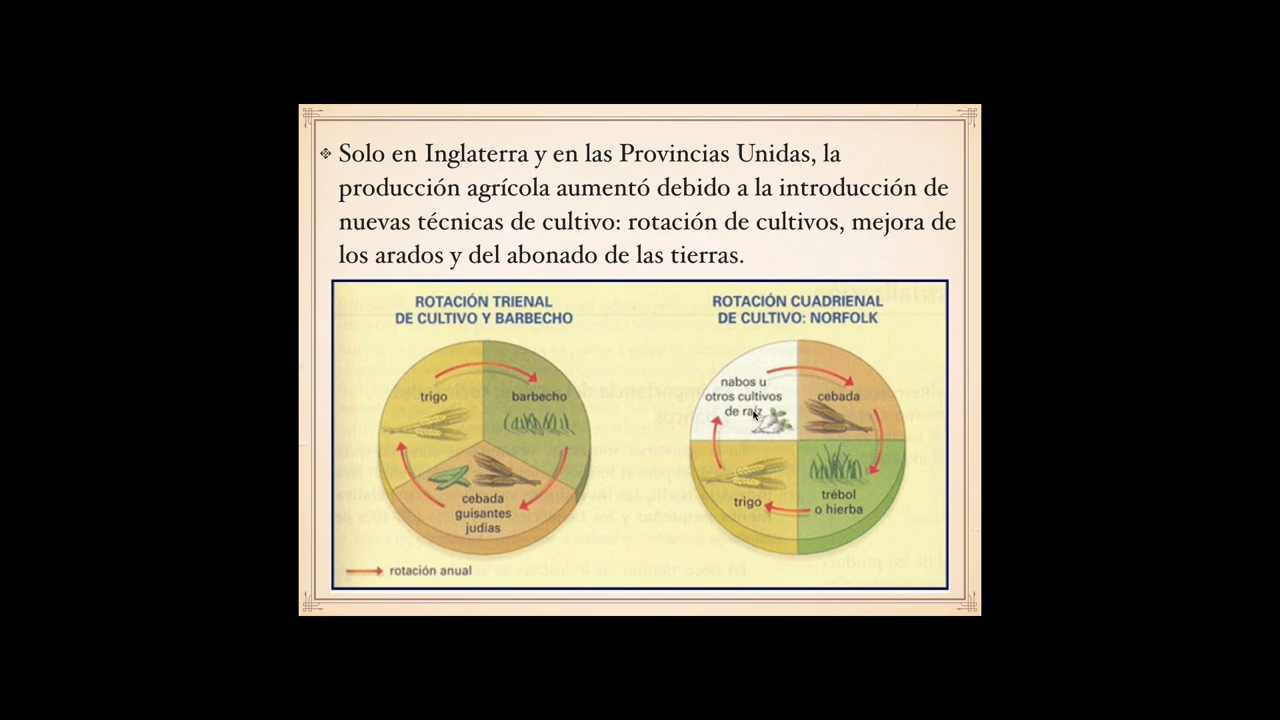 Solo en Inglaterra y en las Provincias Unidas, la
producción agrícola aumentó debido a la introducción de
nuevas técnicas de cultivo: rotación de cultivos, mejora de
los arados y del abonado de las tierras.
ROTACIÓN TRIENAL
DE CULTIVO Y BARBECHO
trigo
barbecho
cebada
guisantes
judias
rotación anual
ROTACIÓN CUADRIENAL
DE CULTIVO: NORFOLK
nabos u
otros cultivos
de raíz
cebada
trigo
trébol
o hierba